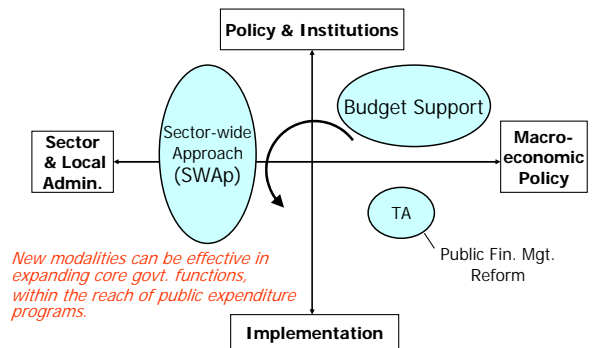 Policy & Institutions
Budget Support
Sector-wide
Approach
(SWAp)
Sector
& Local
Admin.
Macro-
economic
Policy
TA
Public Fin. Mgt.
Reform
New modalities can be effective in
expanding core govt. functions,
within the reach of public expenditure
programs.
Implementation